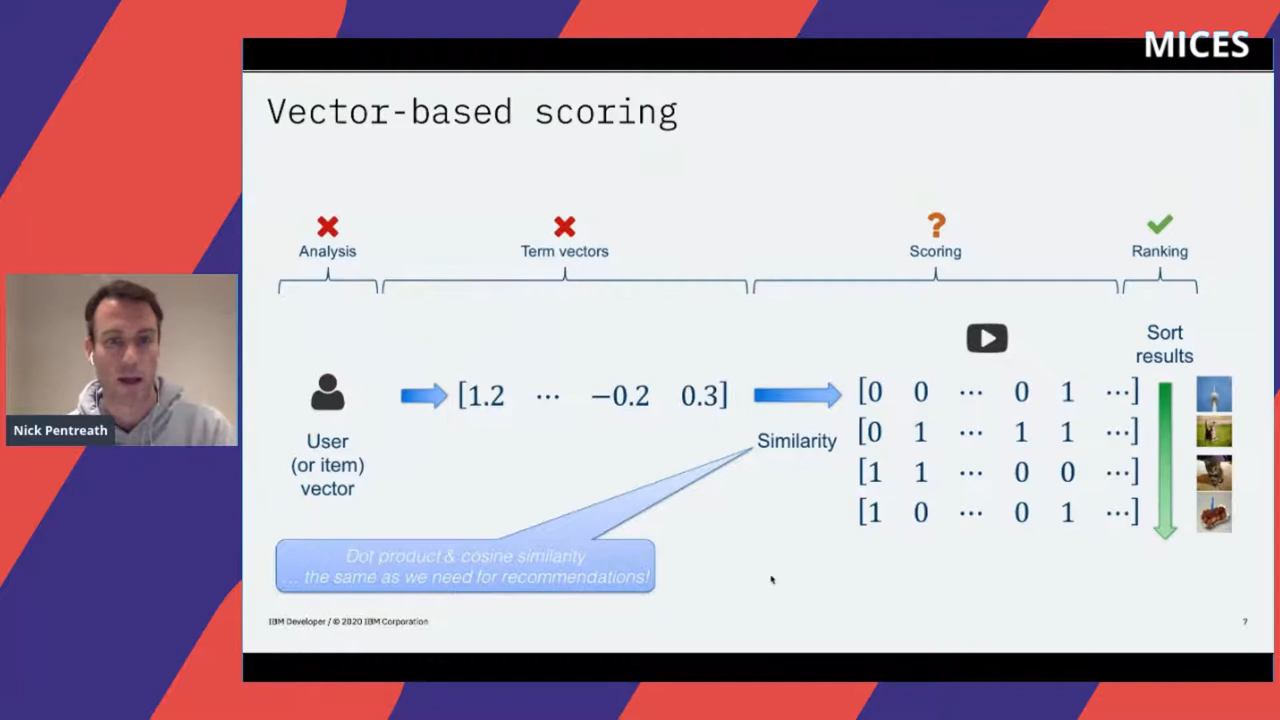 MICES
Vector-based scoring
Analysis
Term vectors
Scoring
Ranking
Sort
results
[1.2 ⋯ −0.2 0.3]
[0 0 ⋯ 0 1 ⋯]
[0 1 ⋯ 1 1 ⋯]
[1 1 ⋯ 0 0 ⋯]
[1 0 ⋯ 0 1 ⋯]
User
(or item)
vector
Similarity
Nick Pentreath
Dot product & cosine similarity
... the same as we need for recommendations!
IBM Developer / © 2020 IBM Corporation
7